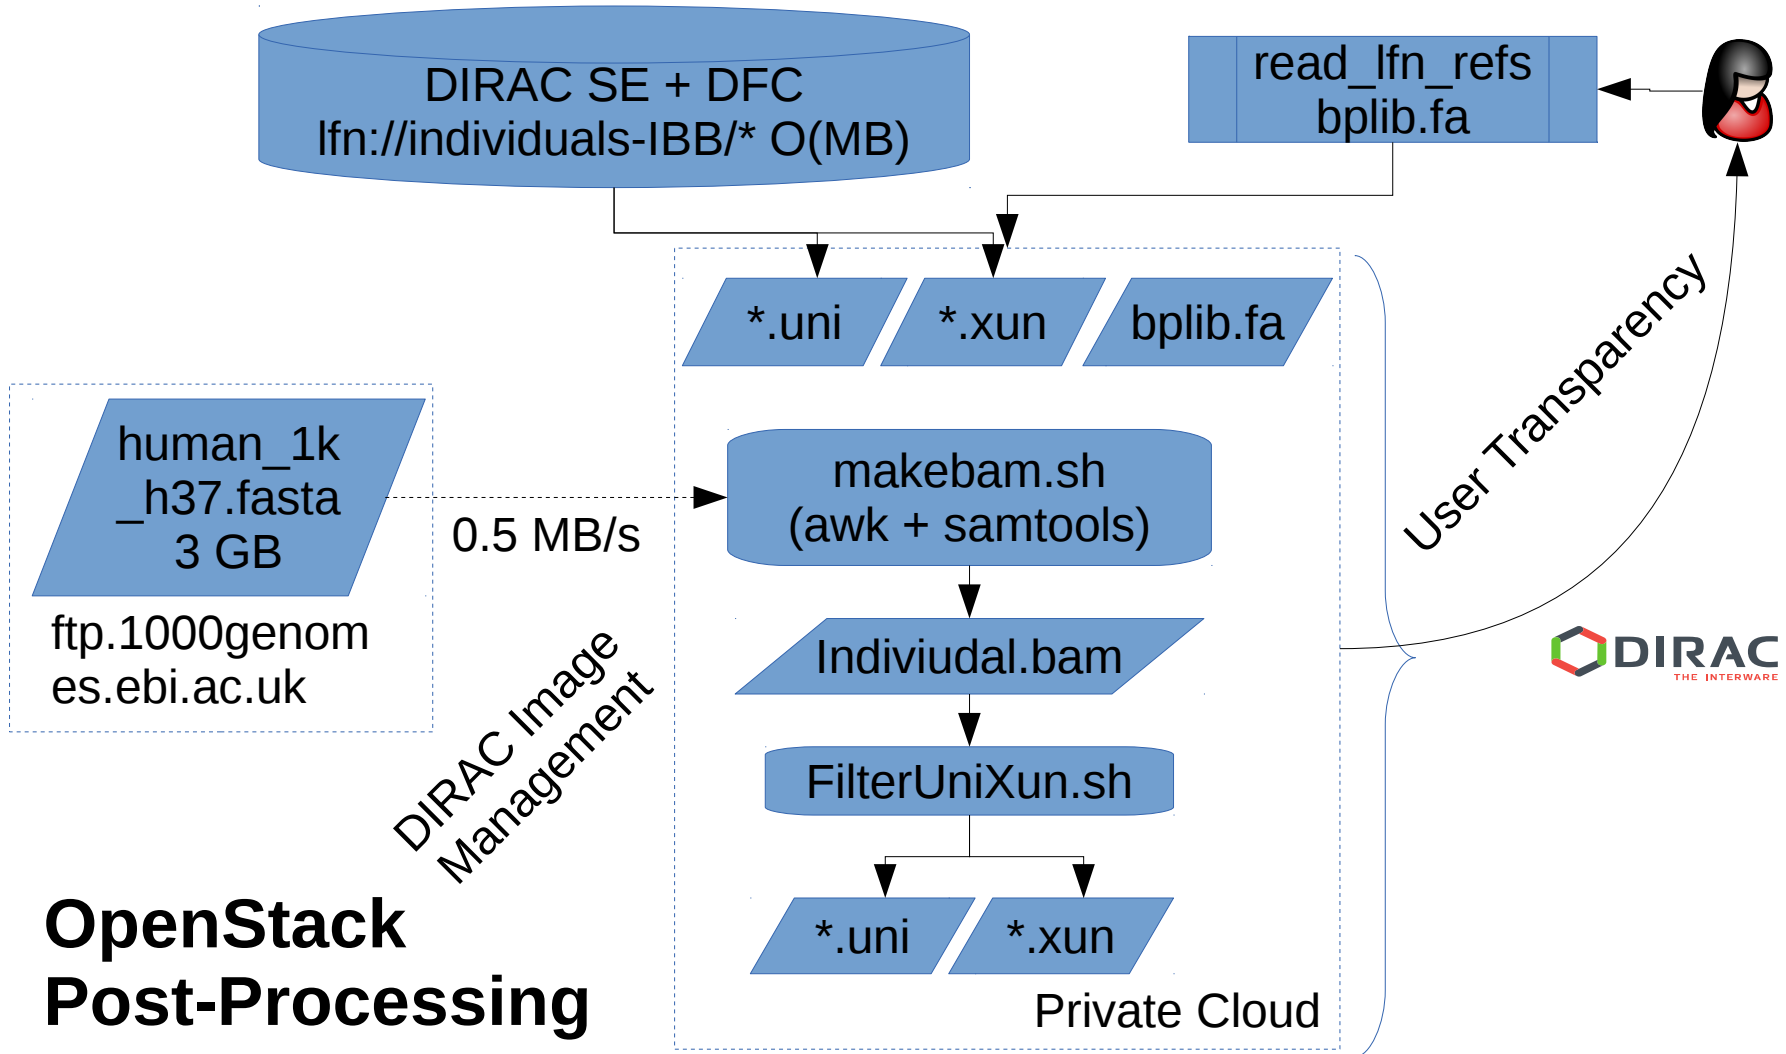 DIRAC SE + DFC
lfn://individuals-IBB/* O(MB)
read_lfn_refs
bplib.fa
*.uni
*.xun
bplib.fa
human_1k
_h37.fasta
3 GB
ftp.1000genom
es.ebi.ac.uk
0.5 MB/s
makebam.sh
(awk + samtools)
Indiviudal.bam
FilterUniXun.sh
*.uni
*.xun
Private Cloud
DIRAC Image
Management
User Transparency
DIRAC
THE INTERWARE
OpenStack
Post-Processing